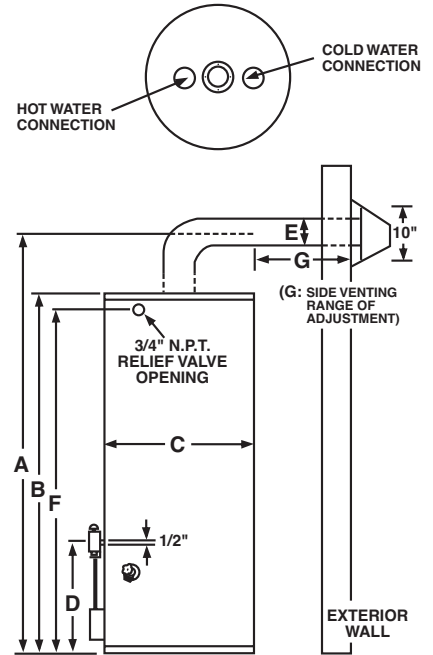 COLD WATER
CONNECTION
HOT WATER
CONNECTION
E
10"
G
(G: SIDE VENTING
RANGE OF
ADJUSTMENT)
3/4" N.P.T.
RELIEF VALVE
OPENING
C
A
B
F
1/2"
D
EXTERIOR
WALL